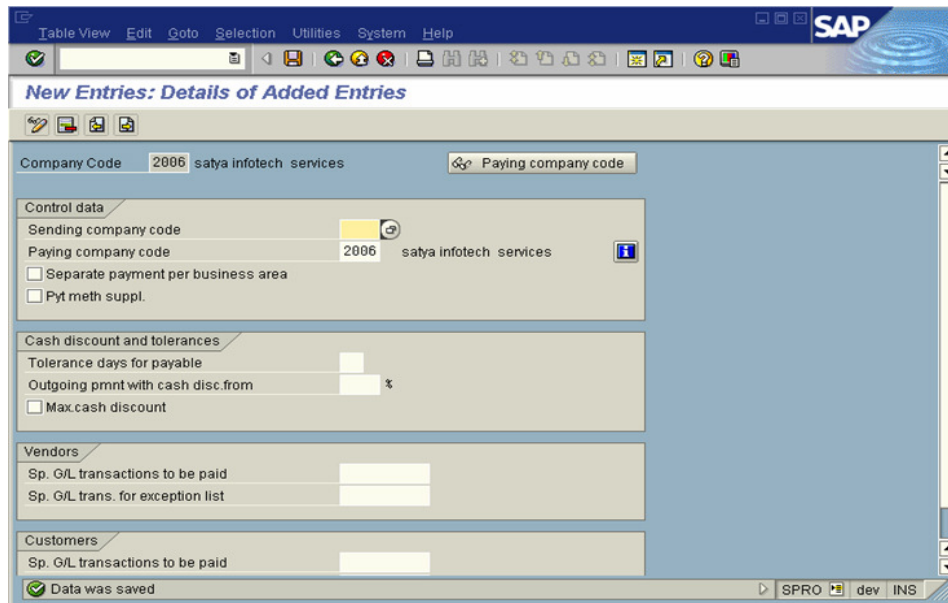 Table View Edit Goto Selection Utilities System Help
SAP
New Entries: Details of Added Entries
Company Code 2006 satya infotech services Paying company code
Control data
Sending company code
Paying company code 2006 satya infotech services
Separate payment per business area
Pyt meth suppl.
Cash discount and tolerances
Tolerance days for payable
Outgoing pmnt with cash disc.from %
Max.cash discount
Vendors
Sp. G/L transactions to be paid
Sp. G/L trans. for exception list
Customers
Sp. G/L transactions to be paid
Data was saved SPRO dev INS